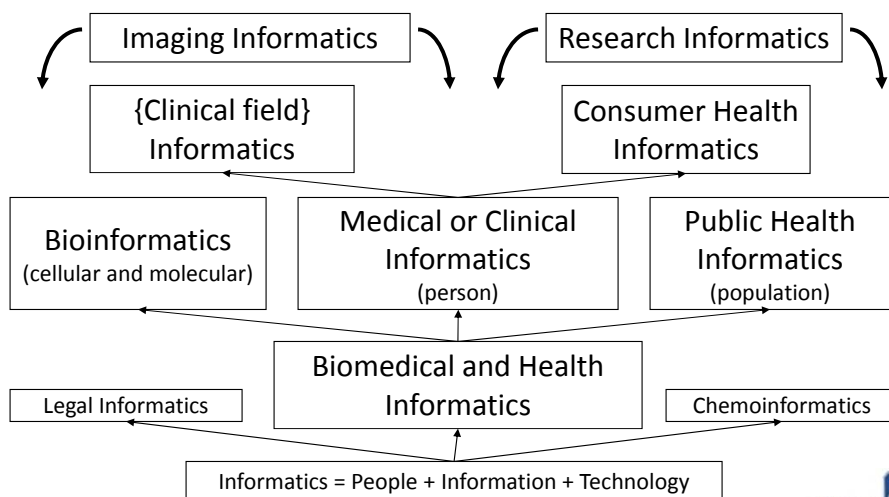 Imaging Informatics
Research Informatics
{Clinical field}
Informatics
Consumer Health
Informatics
Bioinformatics
(cellular and molecular)
Medical or Clinical
Informatics
(person)
Public Health
Informatics
(population)
Biomedical and Health
Informatics
Legal Informatics
Chemoinformatics
Informatics = People + Information + Technology